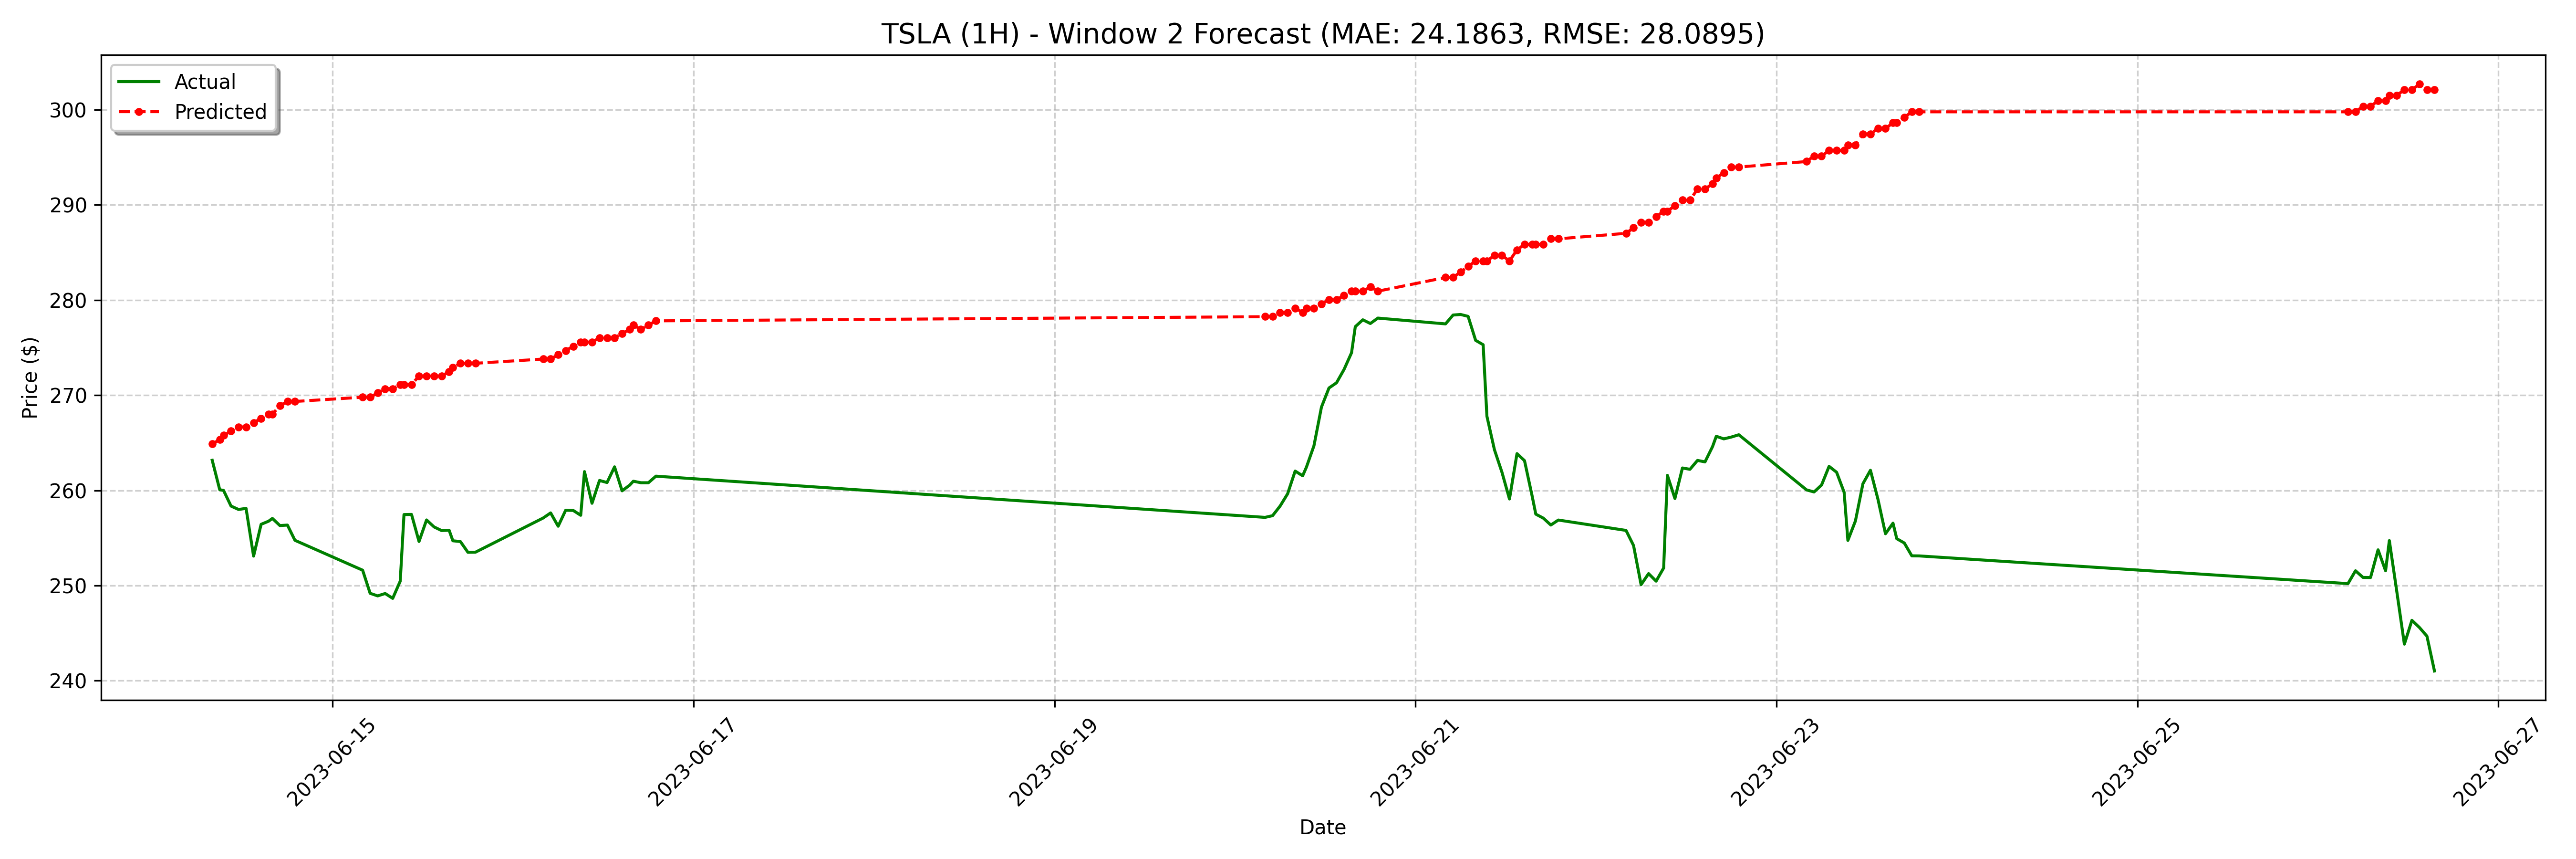 TSLA (1H) - Window 2 Forecast (MAE: 24.1863, RMSE: 28.0895)
Actual
Predicted
Price ($)
300
290
280
270
260
250
240
2023-06-15
2023-06-17
2023-06-19
2023-06-21
2023-06-23
2023-06-25
2023-06-27
Date